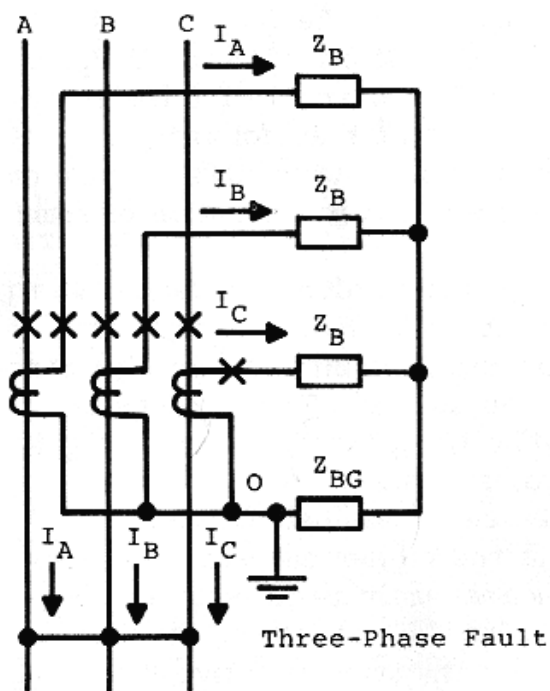 A B C
I_A Z_B
I_B Z_B
I_C Z_B
O Z_BG
I_A I_B I_C
Three-Phase Fault